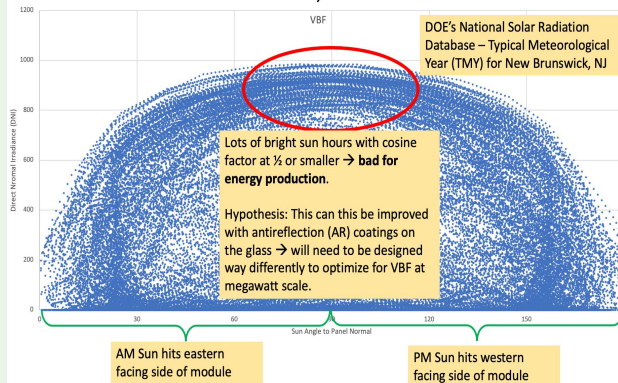 1200
VBF
DOE's National Solar Radiation
Database – Typical Meteorological
Year (TMY) for New Brunswick, NJ
1000
800
600
400
200
0
Direct Nromal Irradiance (DNI)
Lots of bright sun hours with cosine
factor at ½ or smaller → bad for
energy production.
Hypothesis: This can this be improved
with antireflection (AR) coatings on
the glass → will need to be designed
way differently to optimize for VBF at
megawatt scale.
0
30
60
90
120
150
Sun Angle to Panel Normal
AM Sun hits eastern
facing side of module
PM Sun hits western
facing side of module